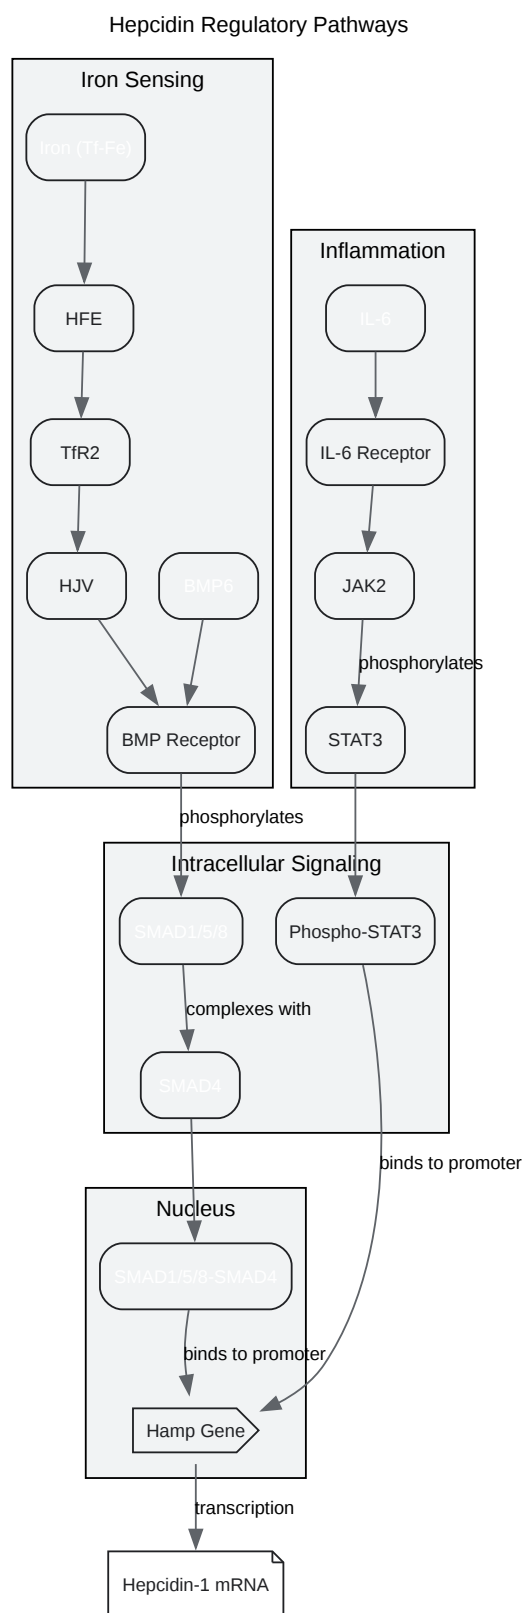 Hepcidin Regulatory Pathways
Iron Sensing
Iron (Tf-Fe)
HFE
TfR2
HJV
BMP6
BMP Receptor
Inflammation
IL-6
IL-6 Receptor
JAK2
phosphorylates
STAT3
phosphorylates
Intracellular Signaling
SMAD1/5/8
Phospho-STAT3
complexes with
SMAD4
binds to promoter
Nucleus
SMAD1/5/8-SMAD4
binds to promoter
Hamp Gene
transcription
Hepcidin-1 mRNA